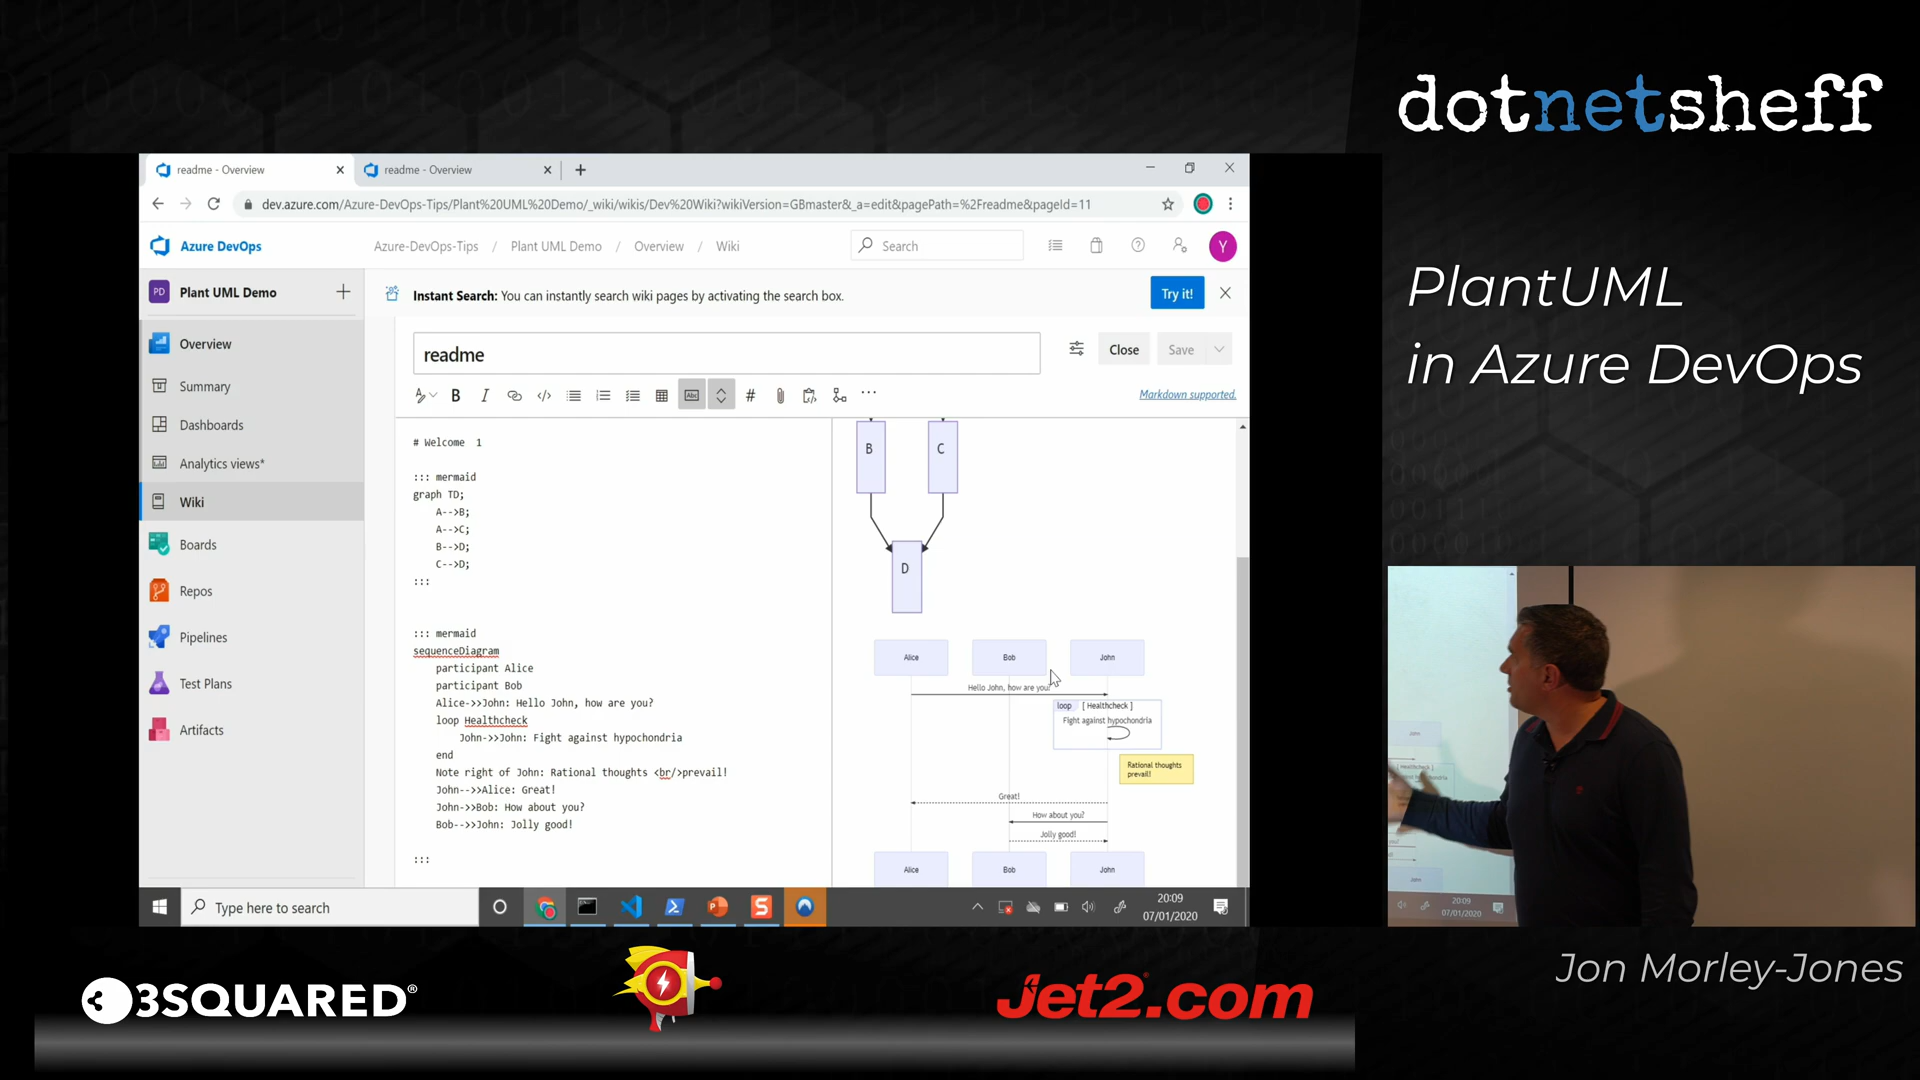 dotnetsheff
PlantUML
in Azure DevOps
readme - Overview
readme - Overview
dev.azure.com/Azure-DevOps-Tips/Plant%20UML%20Demo/_wiki/wikis/Dev%20Wiki?wikiVersion=GBmaster&_a=edit&pagePath=%2Freadme&pageId=11
Azure DevOps
Azure-DevOps-Tips / Plant UML Demo / Overview / Wiki
Search
Y
PD Plant UML Demo
Instant Search: You can instantly search wiki pages by activating the search box.
Try it!
Overview
Summary
Dashboards
Analytics views*
Wiki
Boards
Repos
Pipelines
Test Plans
Artifacts
readme
Close
Save
B I
Abc
#
Markdown supported.
# Welcome 1
::: mermaid
graph TD;
A-->B;
A-->C;
B-->D;
C-->D;
:::
::: mermaid
sequenceDiagram
participant Alice
participant Bob
Alice->>John: Hello John, how are you?
loop Healthcheck
John->>John: Fight against hypochondria
end
Note right of John: Rational thoughts <br/>prevail!
John-->>Alice: Great!
John->>Bob: How about you?
Bob-->>John: Jolly good!
:::
B
C
D
Alice
Bob
John
Hello John, how are you?
loop [ Healthcheck ]
Fight against hypochondria
Rational thoughts
prevail!
Great!
How about you?
Jolly good!
Alice
Bob
John
Type here to search
20:09
07/01/2020
John
20:09
07/01/2020
Jon Morley-Jones
3SQUARED®
Jet2.com